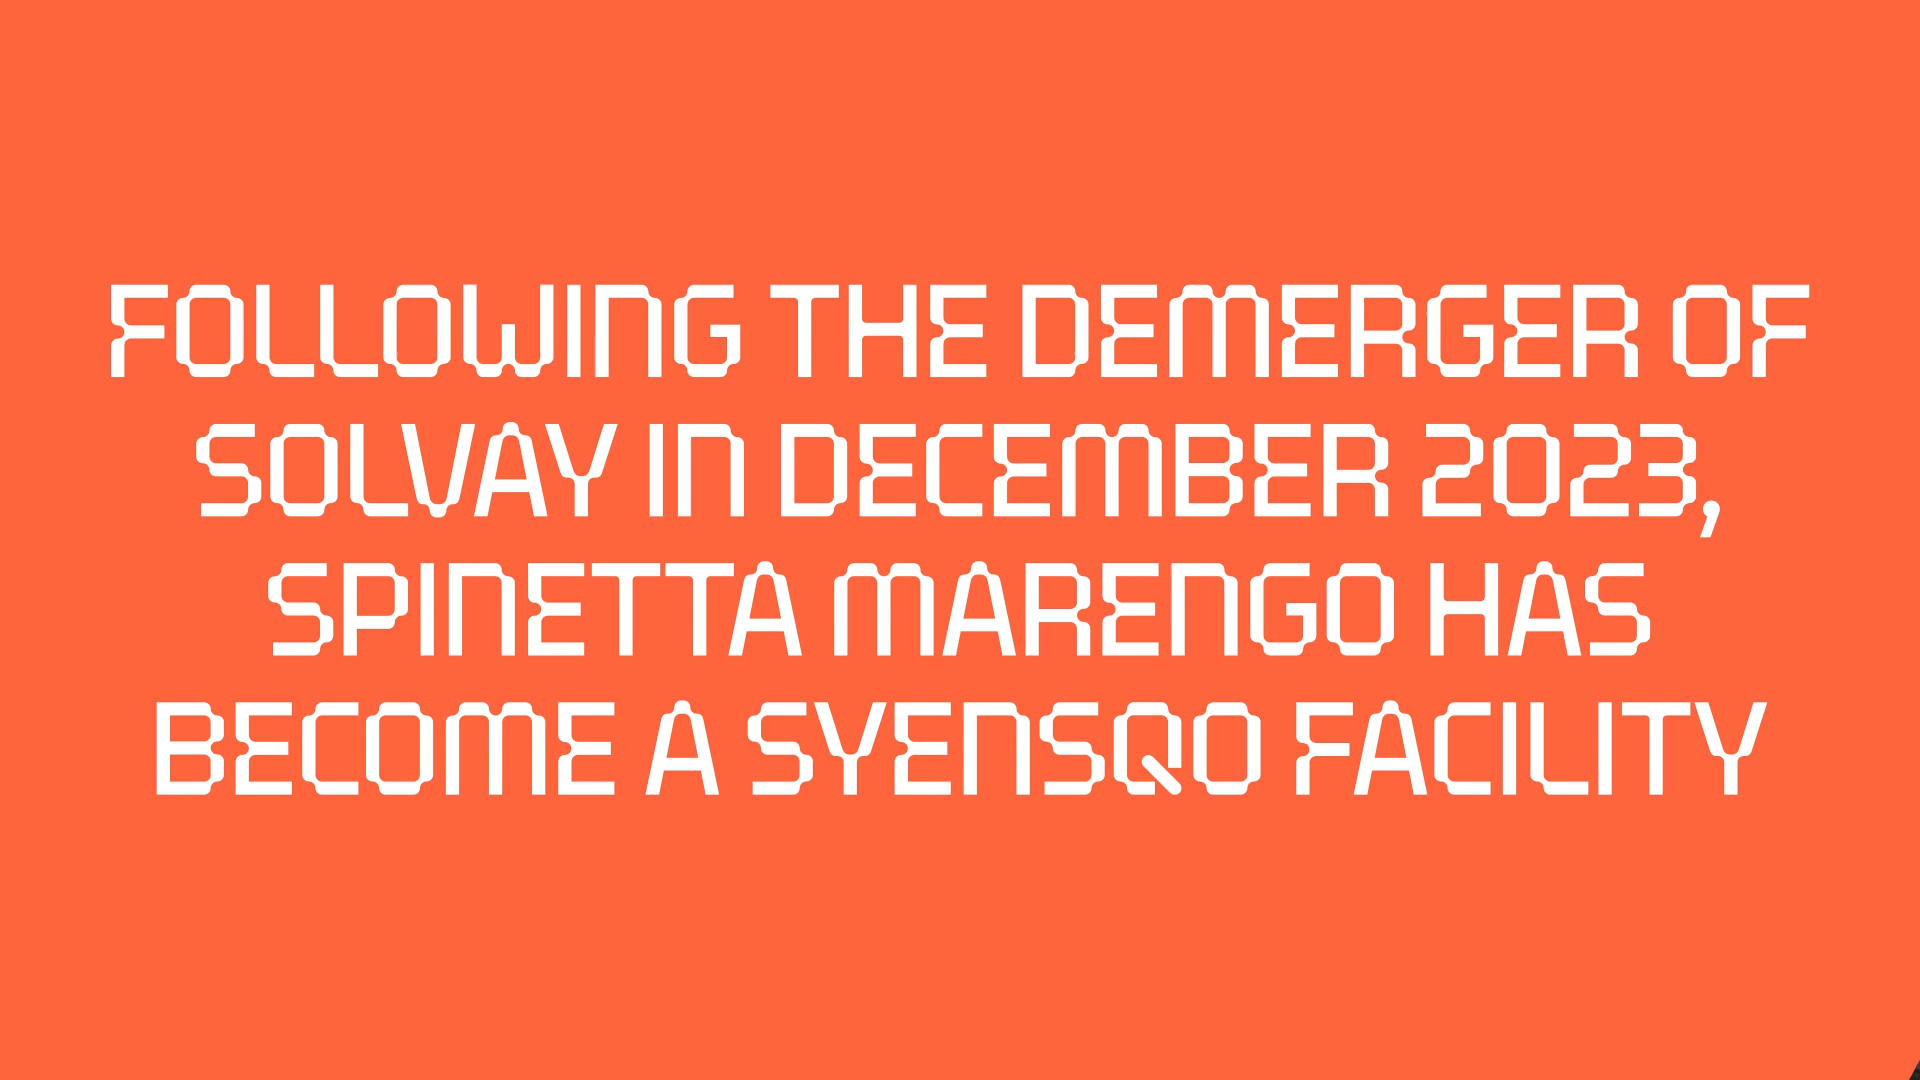 FOLLOWING THE DEMERGER OF
SOLVAY IN DECEMBER 2023,
SPINETTA MARENGO HAS
BECOME A SYENSQO FACILITY